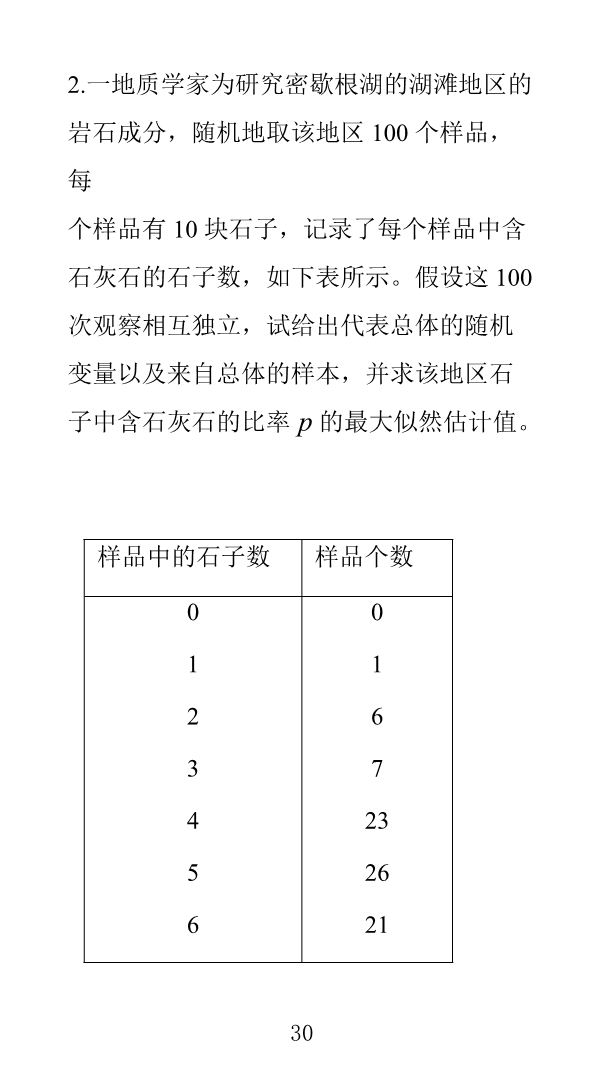 2.一地质学家为研究密歇根湖的湖滩地区的
岩石成分，随机地取该地区 100 个样品，
每
个样品有 10 块石子，记录了每个样品中含
石灰石的石子数，如下表所示。假设这 100
次观察相互独立，试给出代表总体的随机
变量以及来自总体的样本，并求该地区石
子中含石灰石的比率 p 的最大似然估计值。
样品中的石子数 样品个数
0 0
1 1
2 6
3 7
4 23
5 26
6 21
30